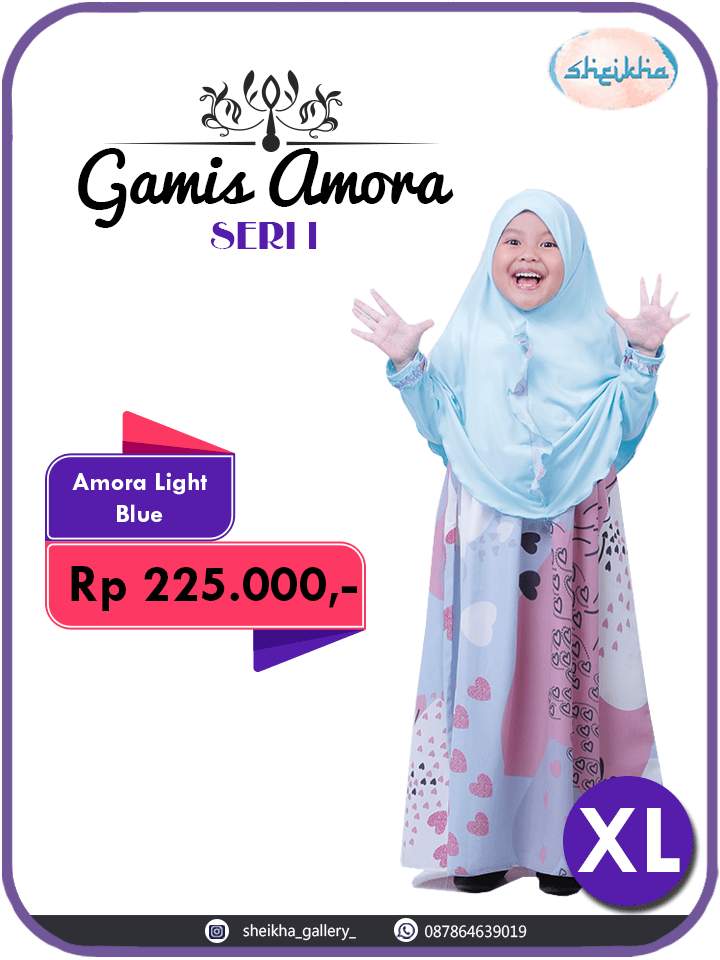 sheikha
Gamis Amora
SERI I
Amora Light
Blue
Rp 225.000,-
XL
sheikha_gallery_ 087864639019